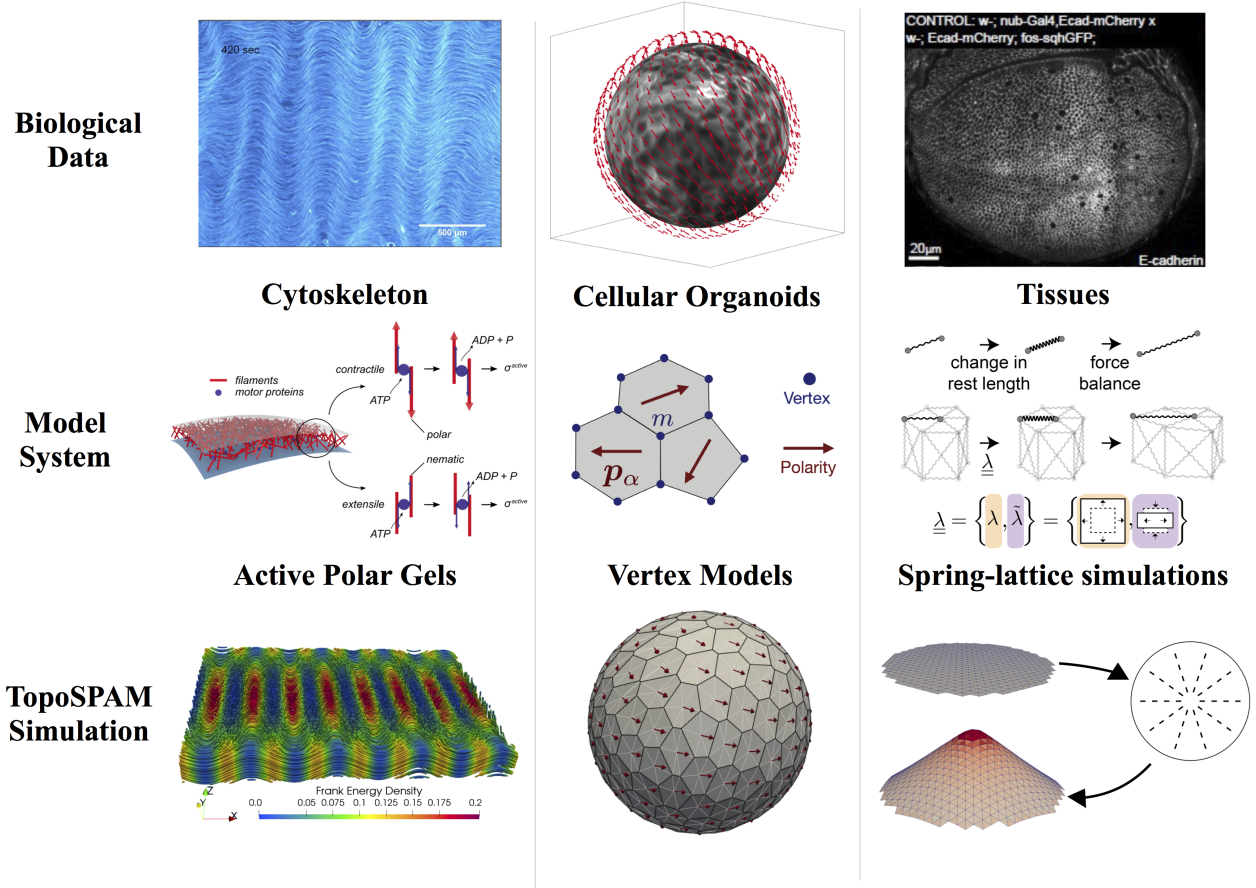 Biological
Data
420 sec
500 μm
CONTROL: w-; nub-Gal4,Ecad-mCherry x
w-; Ecad-mCherry; fos-sqhGFP;
20μm
E-cadherin
Cytoskeleton
Cellular Organoids
Tissues
Model
System
filaments
motor proteins
contractile
ADP + P
σ^active
ATP
polar
nematic
extensile
ADP + P
σ^active
ATP
m
p_α
Vertex
Polarity
change in
rest length
force
balance
λ
λ = { λ , λ̃ } = { , }
Active Polar Gels
Vertex Models
Spring-lattice simulations
TopoSPAM
Simulation
Z
Y
X
Frank Energy Density
0.0 0.05 0.075 0.1 0.125 0.15 0.175 0.2